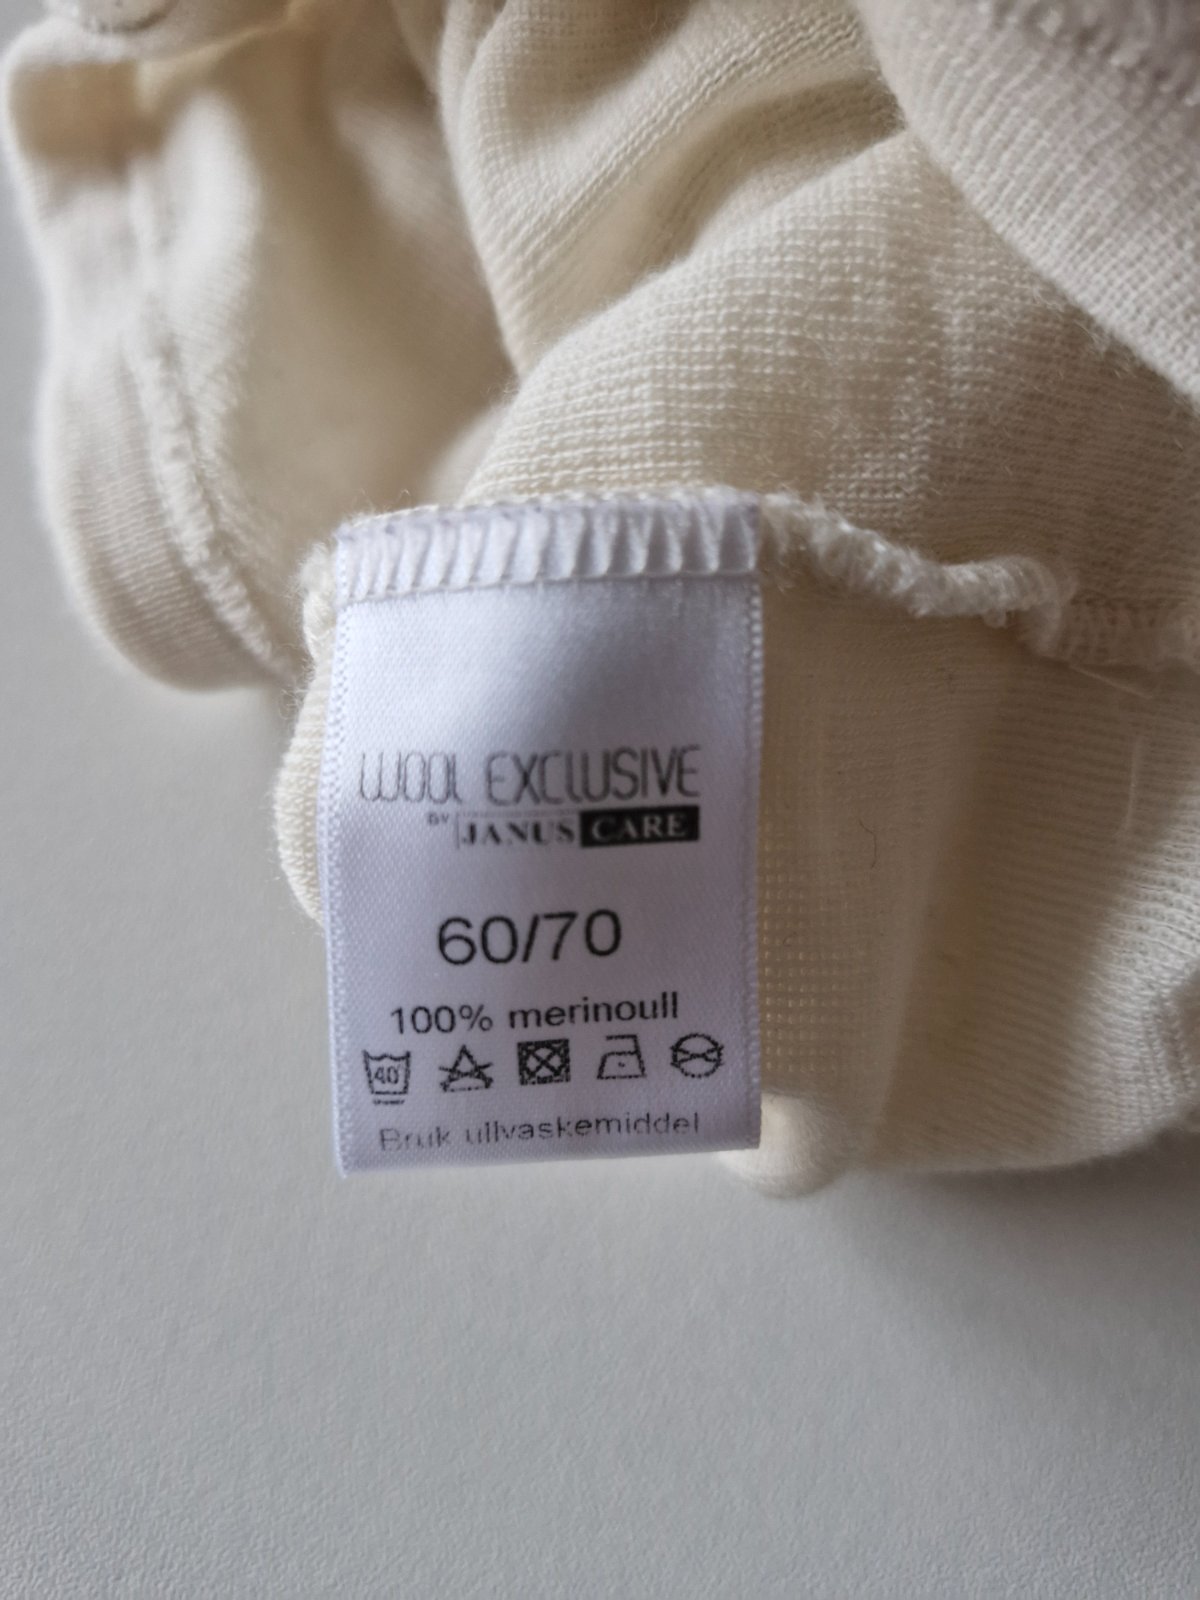 WOOL EXCLUSIVE
BY JANUS CARE
60/70
100% merinoull
40
Bruk ullvaskemiddel